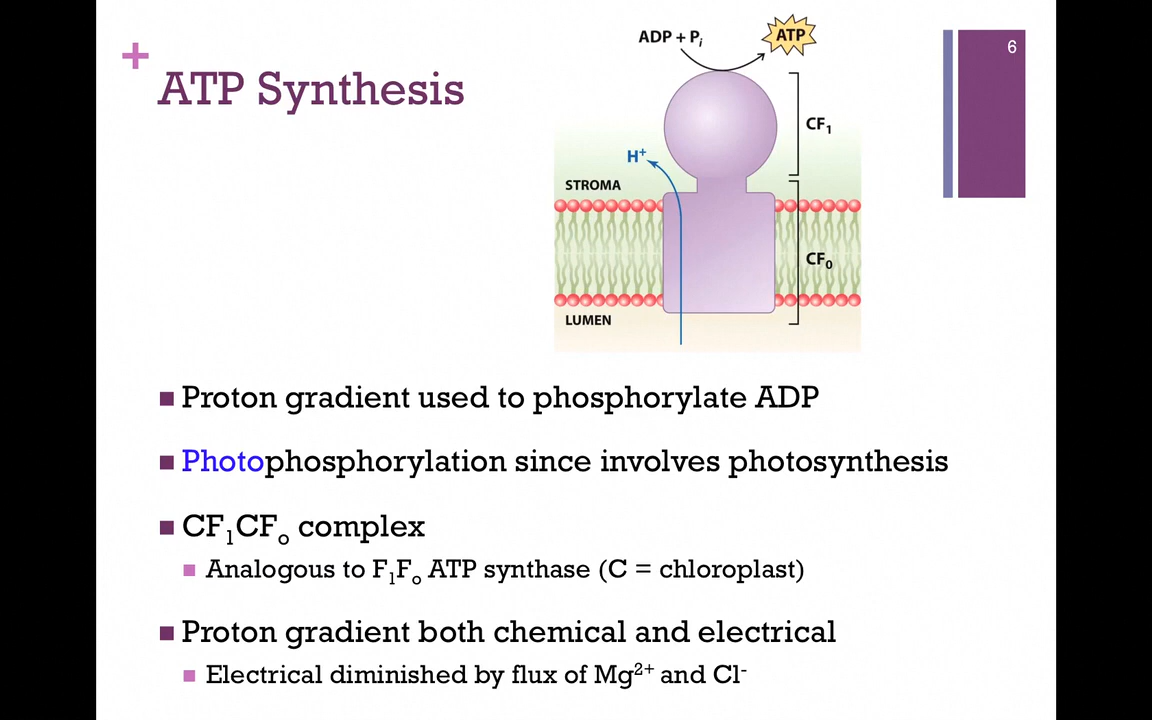 +
ATP Synthesis
6
ADP + Pi
ATP
CF₁
H⁺
STROMA
CF₀
LUMEN
■ Proton gradient used to phosphorylate ADP
■ Photophosphorylation since involves photosynthesis
■ CF₁CFₒ complex
■ Analogous to F₁Fₒ ATP synthase (C = chloroplast)
■ Proton gradient both chemical and electrical
■ Electrical diminished by flux of Mg²⁺ and Cl⁻